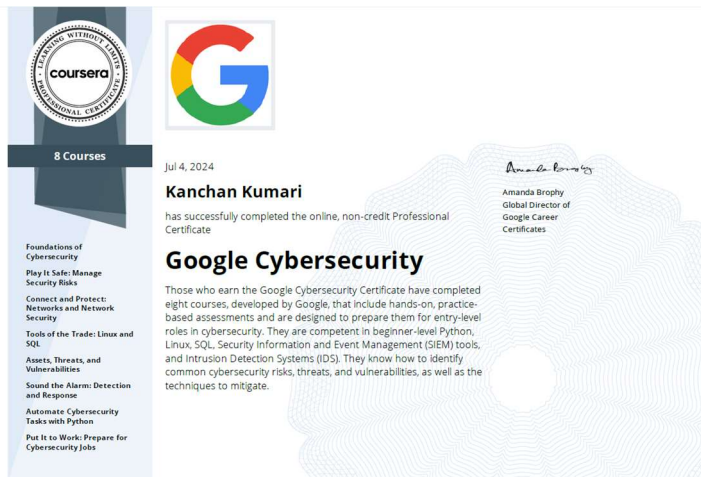 LEARNING WITHOUT LIMITS
coursera
PROFESSIONAL CERTIFICATE
8 Courses
Foundations of
Cybersecurity
Play It Safe: Manage
Security Risks
Connect and Protect:
Networks and Network
Security
Tools of the Trade: Linux and
SQL
Assets, Threats, and
Vulnerabilities
Sound the Alarm: Detection
and Response
Automate Cybersecurity
Tasks with Python
Put It to Work: Prepare for
Cybersecurity Jobs
G
Jul 4, 2024
Kanchan Kumari
has successfully completed the online, non-credit Professional
Certificate
Google Cybersecurity
Those who earn the Google Cybersecurity Certificate have completed
eight courses, developed by Google, that include hands-on, practice-
based assessments and are designed to prepare them for entry-level
roles in cybersecurity. They are competent in beginner-level Python,
Linux, SQL, Security Information and Event Management (SIEM) tools,
and Intrusion Detection Systems (IDS). They know how to identify
common cybersecurity risks, threats, and vulnerabilities, as well as the
techniques to mitigate.
Amanda Brophy
Amanda Brophy
Global Director of
Google Career
Certificates